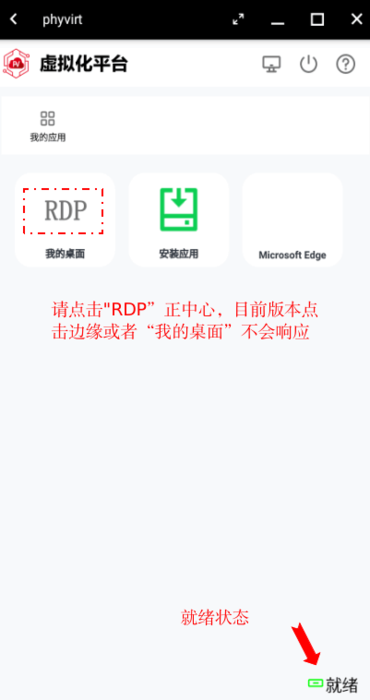 phyvirt
PV
虚拟化平台
我的应用
RDP
我的桌面
安装应用
Microsoft Edge
请点击"RDP”正中心，目前版本点
击边缘或者“我的桌面”不会响应
就绪状态
就绪